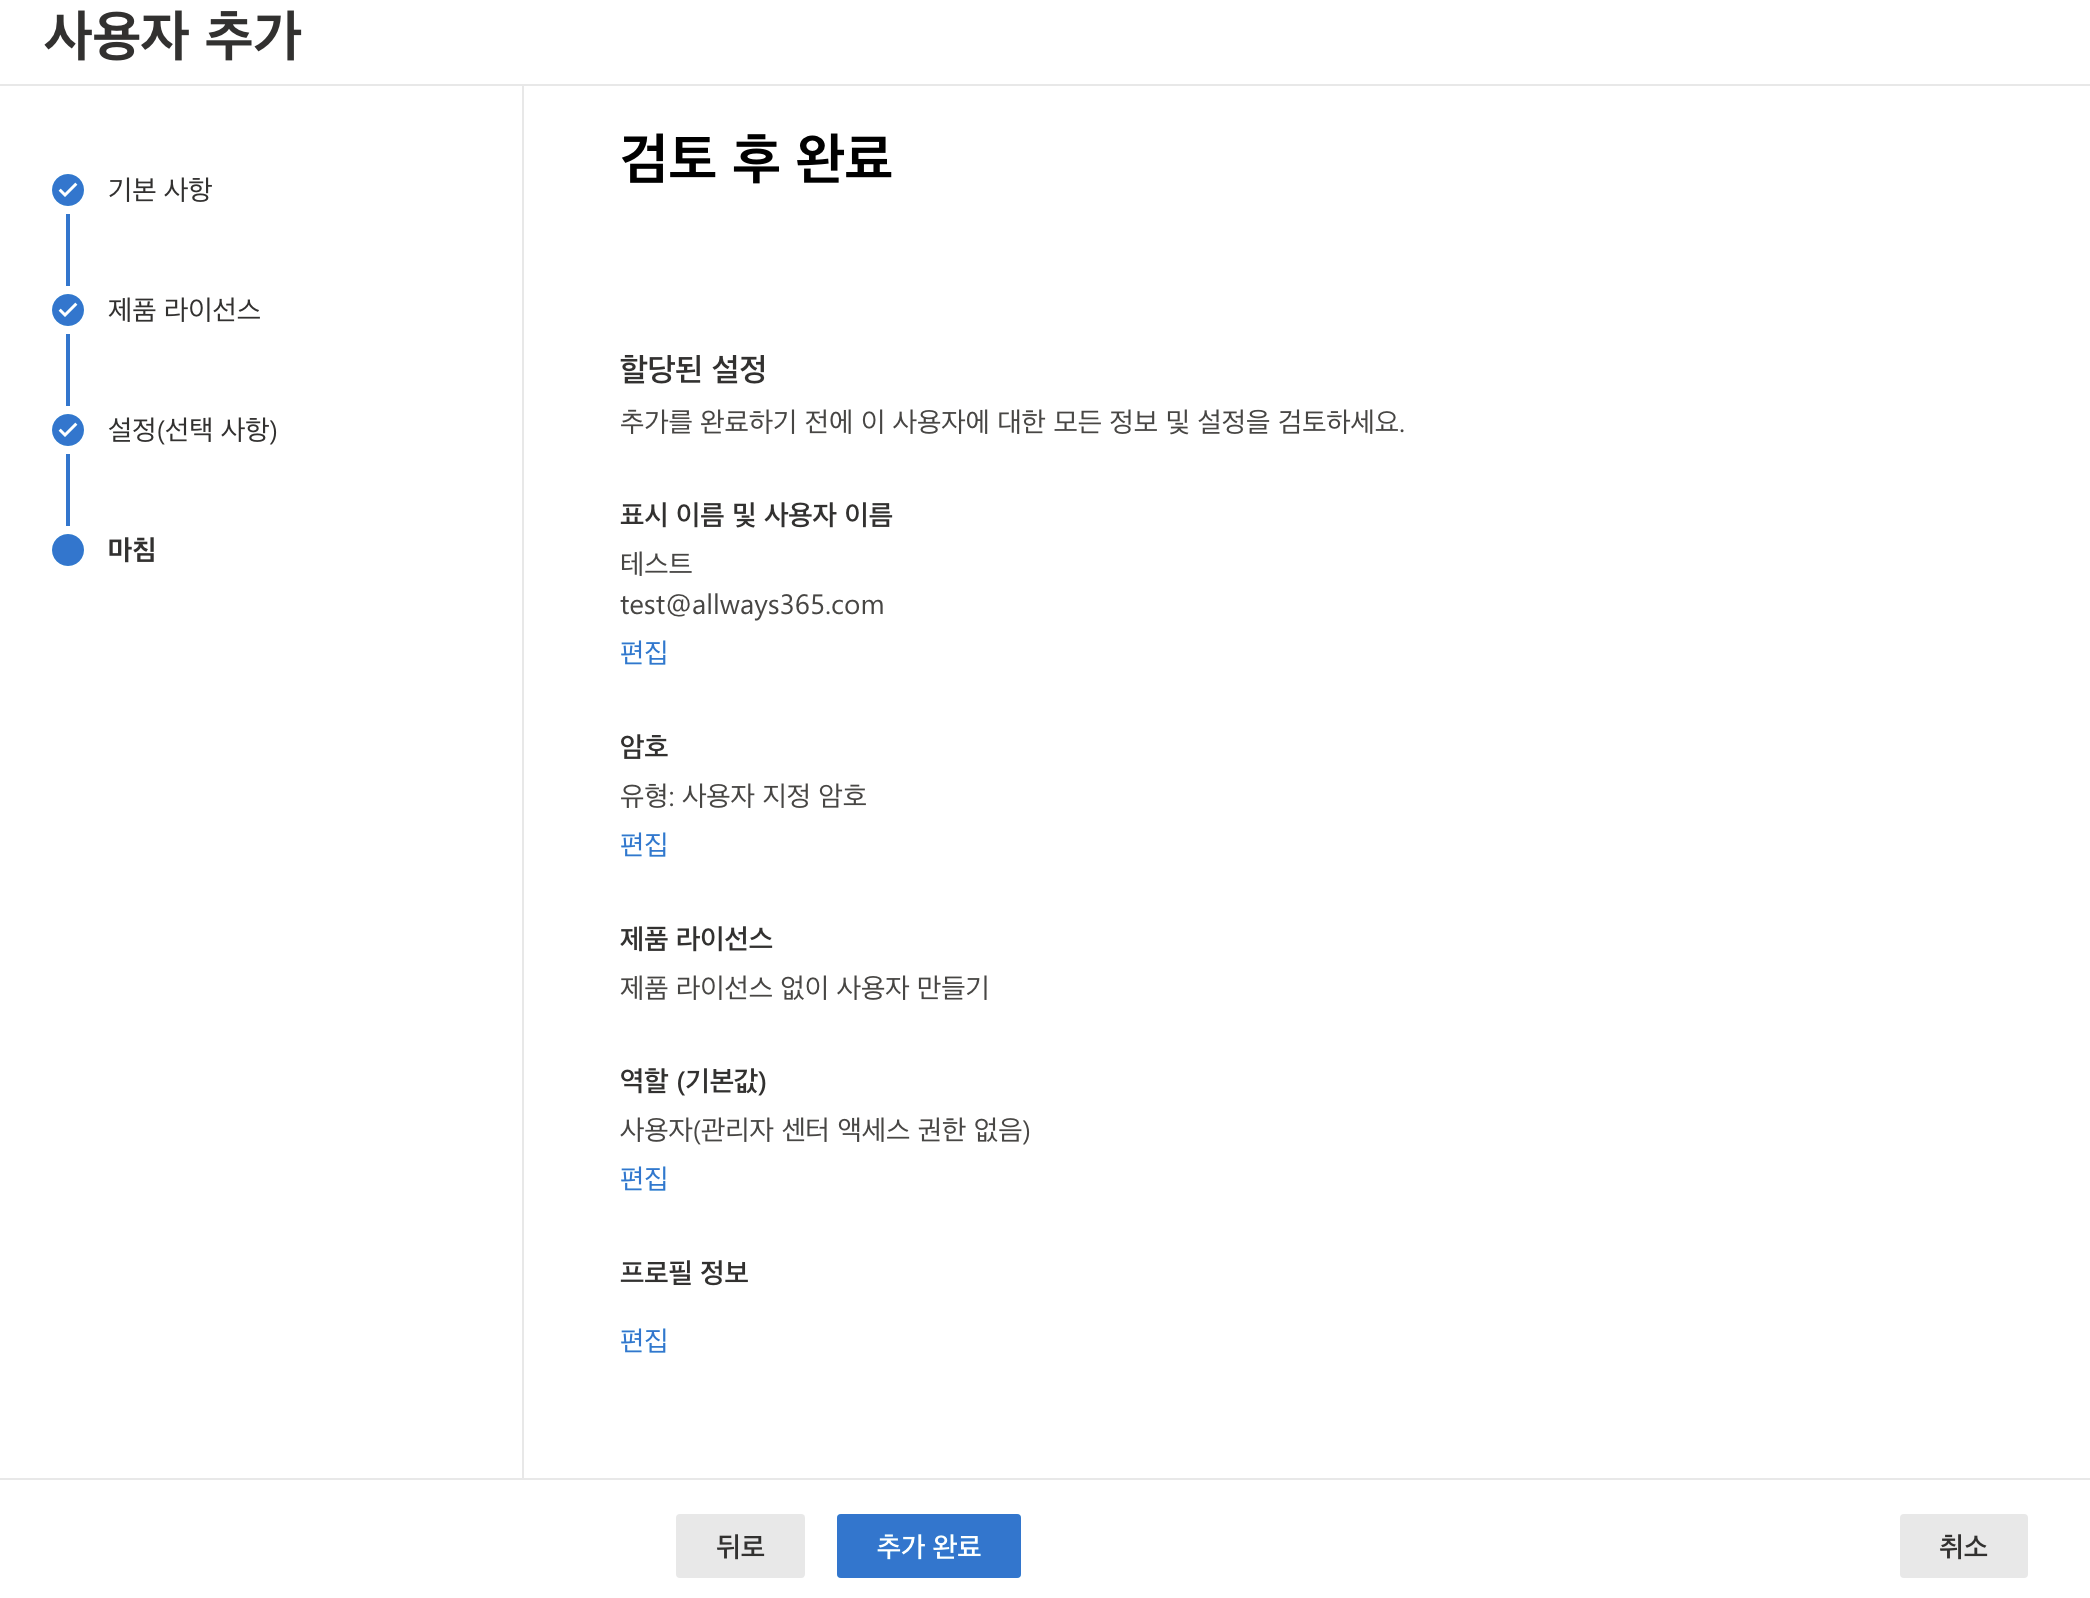 사용자 추가
기본 사항
제품 라이선스
설정(선택 사항)
마침
검토 후 완료
할당된 설정
추가를 완료하기 전에 이 사용자에 대한 모든 정보 및 설정을 검토하세요.
표시 이름 및 사용자 이름
테스트
test@allways365.com
편집
암호
유형: 사용자 지정 암호
편집
제품 라이선스
제품 라이선스 없이 사용자 만들기
역할 (기본값)
사용자(관리자 센터 액세스 권한 없음)
편집
프로필 정보
편집
뒤로
추가 완료
취소